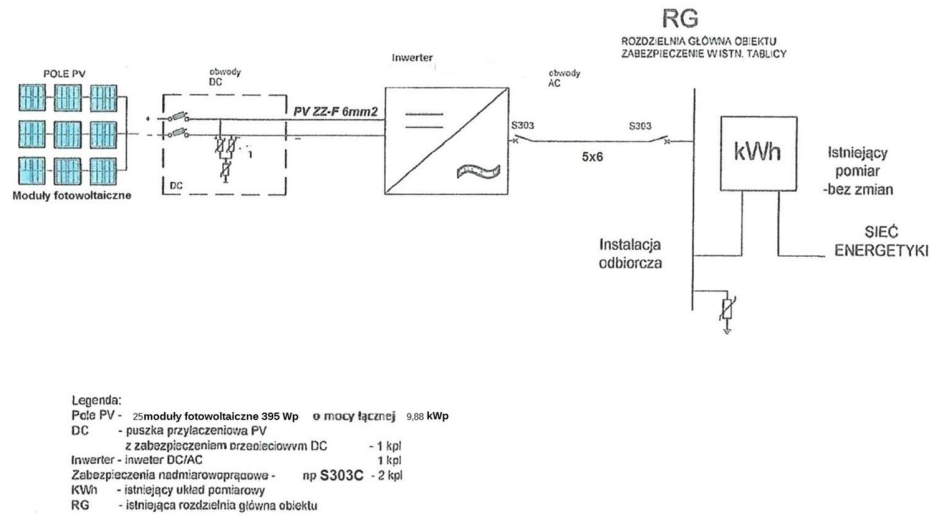 RG
ROZDZIELNIA GŁÓWNA OBIEKTU
ZABEZPIECZENIE W ISTN. TABLICY
Inwerter
POLE PV
obwody
DC
obwody
AC
PV ZZ-F 6mm2
+
-
-
1
DC
S303
S303
5x6
kWh
Istniejący
pomiar
-bez zmian
Moduły fotowoltaiczne
SIEĆ
ENERGETYKI
Instalacja
odbiorcza
Legenda:
Pole PV - 25moduły fotowoltaiczne 395 Wp o mocy łącznej 9,88 kWp
DC - puszka przyłaczeniowa PV
z zabezpieczeniem przepieciowym DC - 1 kpl
Inwerter - inweter DC/AC 1 kpl
Zabezpieczenia nadmiarowoprądowe - np S303C - 2 kpl
KWh - istniejący układ pomiarowy
RG - istniejąca rozdzielnia główna obiektu